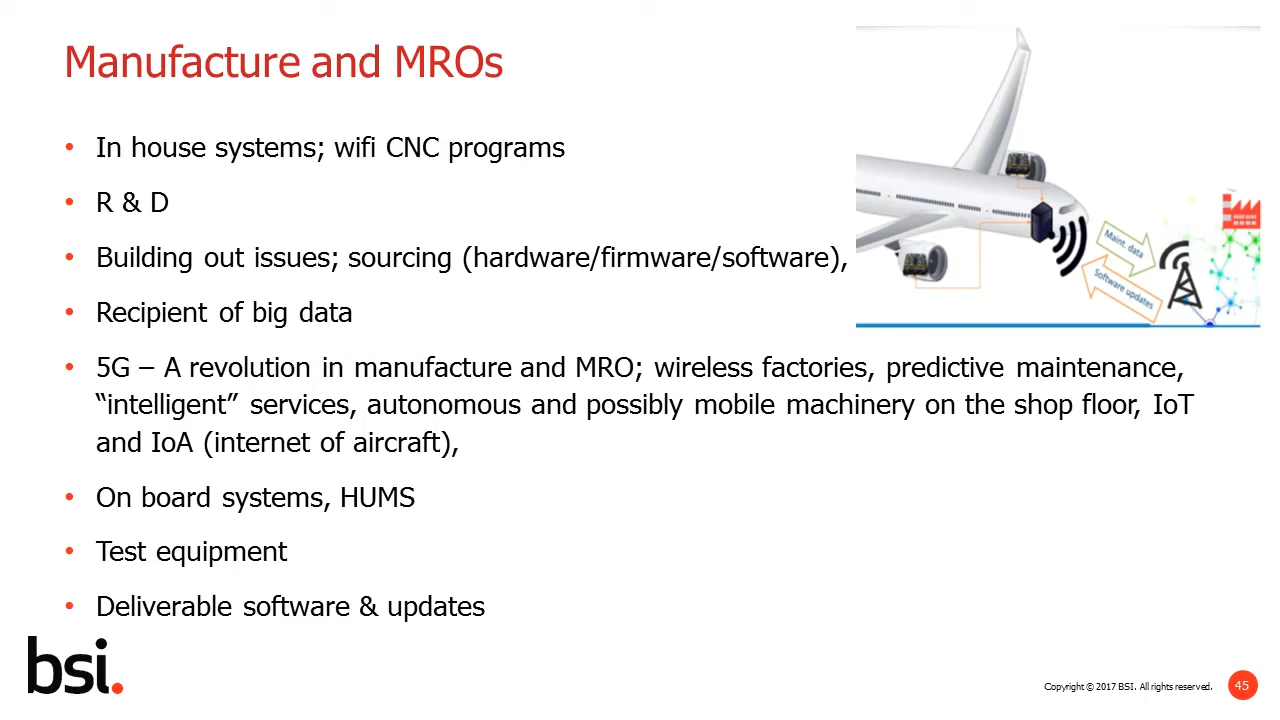 Manufacture and MROs
• In house systems; wifi CNC programs
• R & D
• Building out issues; sourcing (hardware/firmware/software),
• Recipient of big data
• 5G – A revolution in manufacture and MRO; wireless factories, predictive maintenance,
“intelligent” services, autonomous and possibly mobile machinery on the shop floor, IoT
and IoA (internet of aircraft),
• On board systems, HUMS
• Test equipment
• Deliverable software & updates
Maint. data
Software updates
bsi.
Copyright © 2017 BSI. All rights reserved.
45